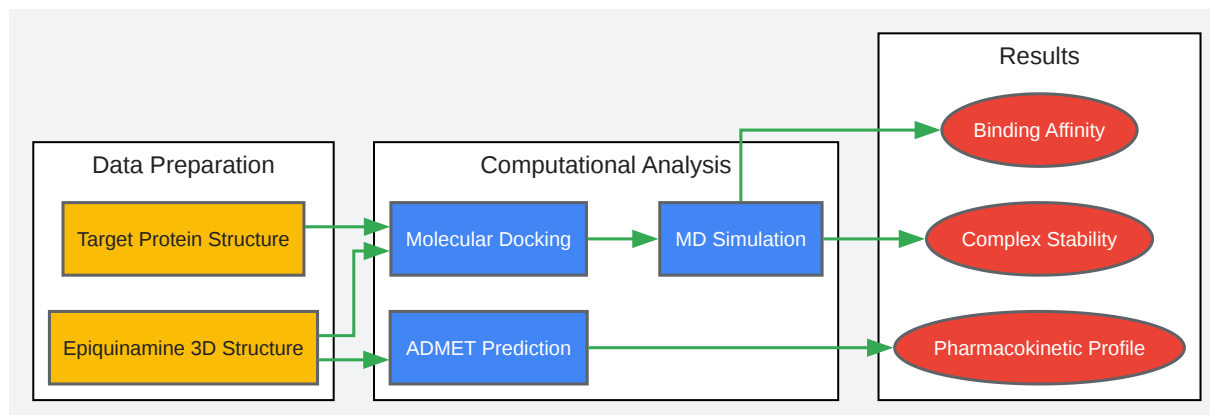 Data Preparation
Target Protein Structure
Epiquinamine 3D Structure
Computational Analysis
Molecular Docking
MD Simulation
ADMET Prediction
Results
Binding Affinity
Complex Stability
Pharmacokinetic Profile